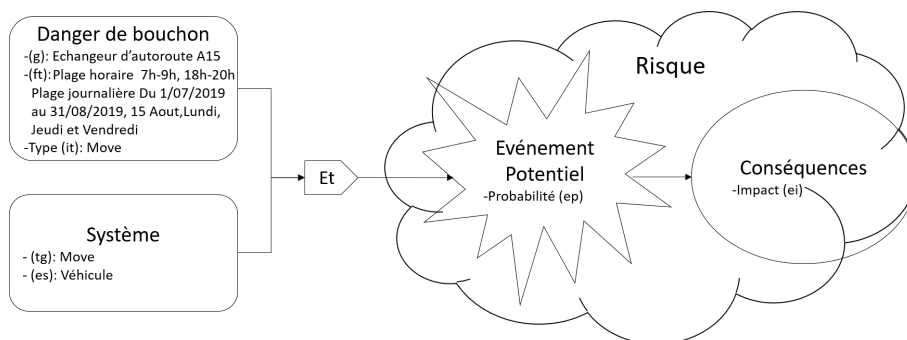 Danger de bouchon
-(g): Echangeur d’autoroute A15
-(ft): Plage horaire 7h-9h, 18h-20h
Plage journalière Du 1/07/2019
au 31/08/2019, 15 Aout,Lundi,
Jeudi et Vendredi
-Type (it): Move
Système
- (tg): Move
- (es): Véhicule
Et
Risque
Evénement
Potentiel
-Probabilité (ep)
Conséquences
-Impact (ei)